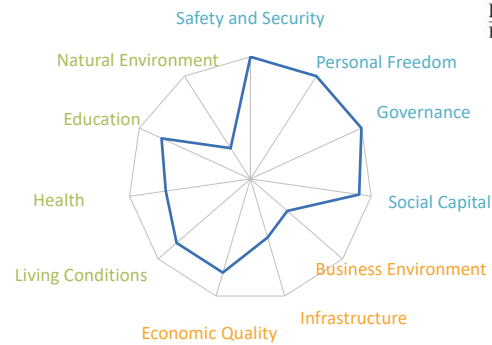 Safety and Security
Natural Environment
Personal Freedom
Education
Governance
Health
Social Capital
Living Conditions
Business Environment
Economic Quality
Infrastructure